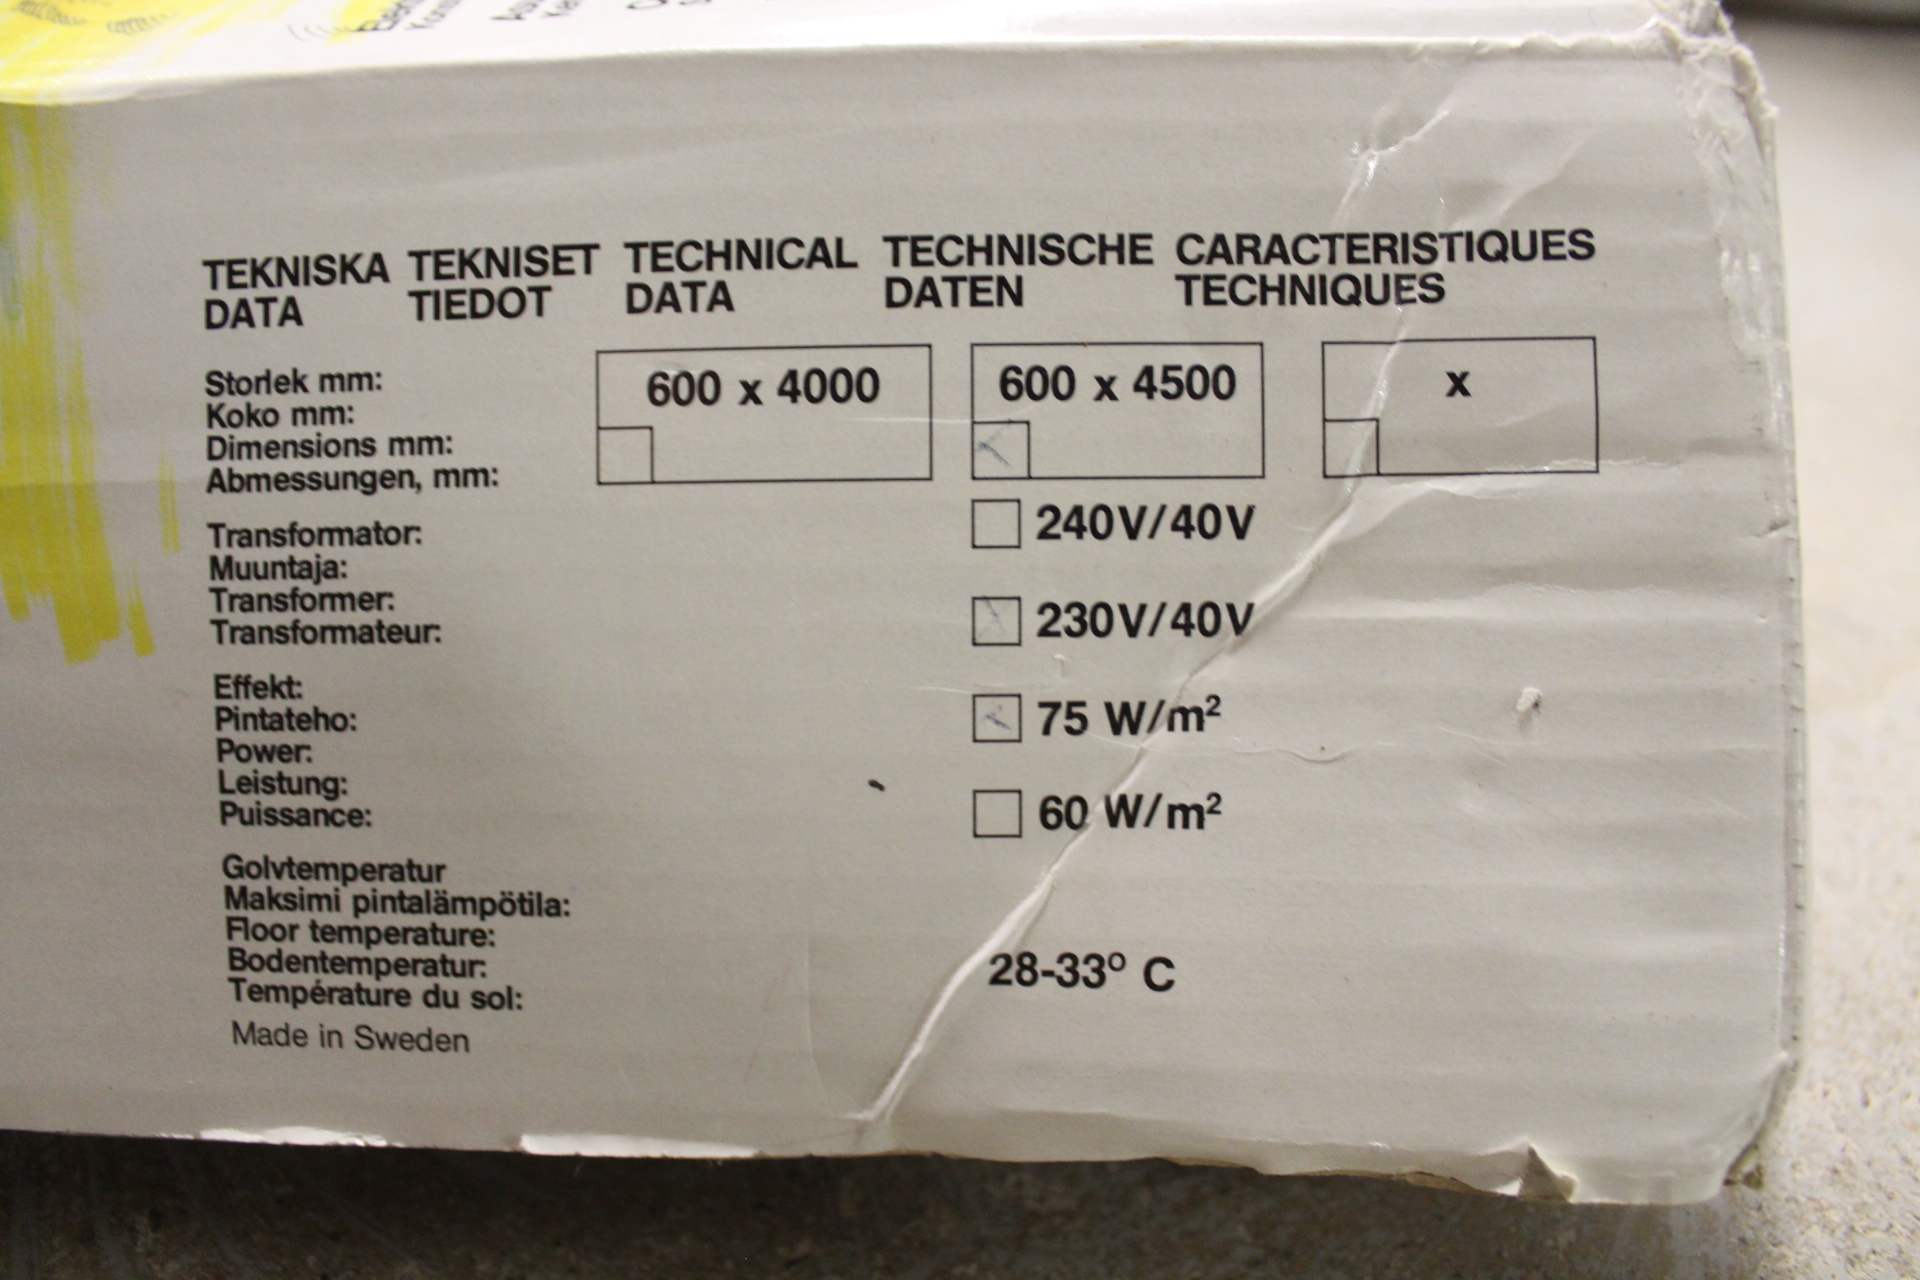 TEKNISKA TEKNISET TECHNICAL TECHNISCHE CARACTERISTIQUES
DATA TIEDOT DATA DATEN TECHNIQUES
Storlek mm: 600 x 4000 600 x 4500 x
Koko mm:
Dimensions mm:
Abmessungen, mm:
Transformator: 240V/40V
Muuntaja:
Transformer:
Transformateur: 230V/40V
Effekt:
Pintateho: 75 W/m²
Power:
Leistung:
Puissance: 60 W/m²
Golvtemperatur
Maksimi pintalämpötila:
Floor temperature:
Bodentemperatur: 28-33º C
Température du sol:
Made in Sweden